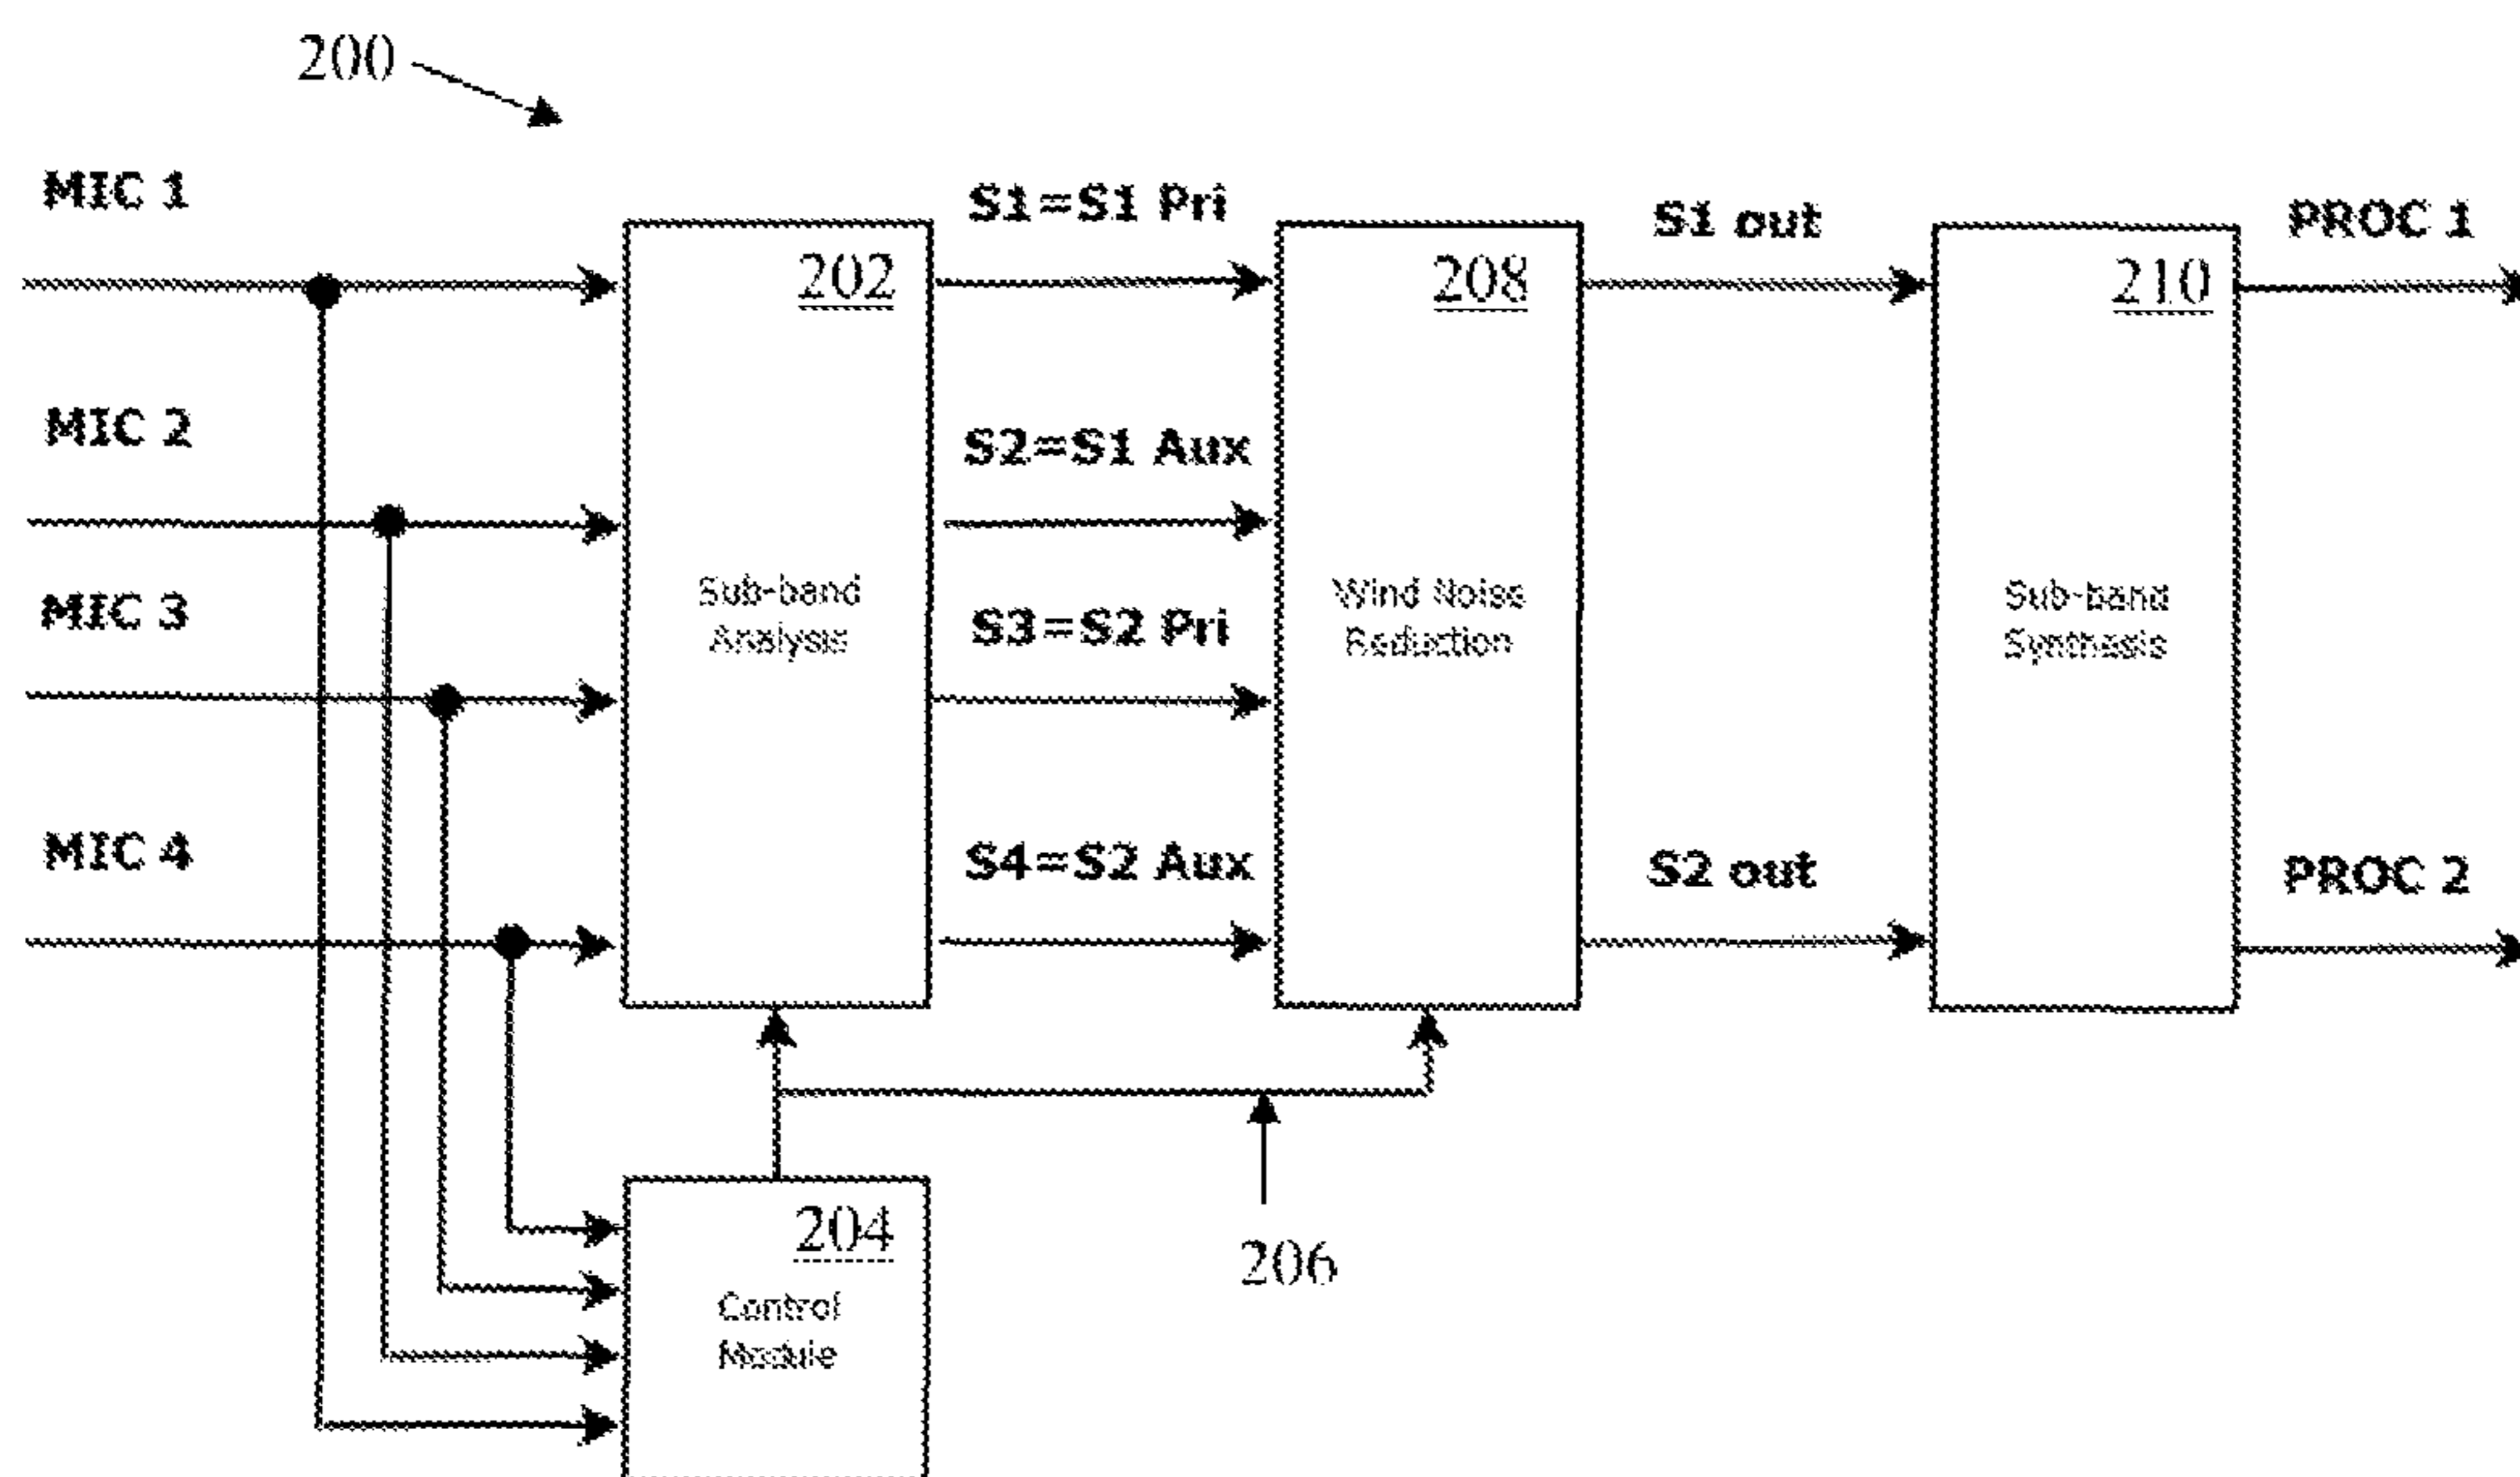 200
MIC 1
MIC 2
MIC 3
MIC 4
202
Sub-band
Analysis
S1=S1 Pri
S2=S1 Aux
S3=S2 Pri
S4=S2 Aux
208
Wind Noise
Reduction
S1 out
S2 out
210
Sub-band
Synthesis
PROC 1
PROC 2
204
Control
Module
206